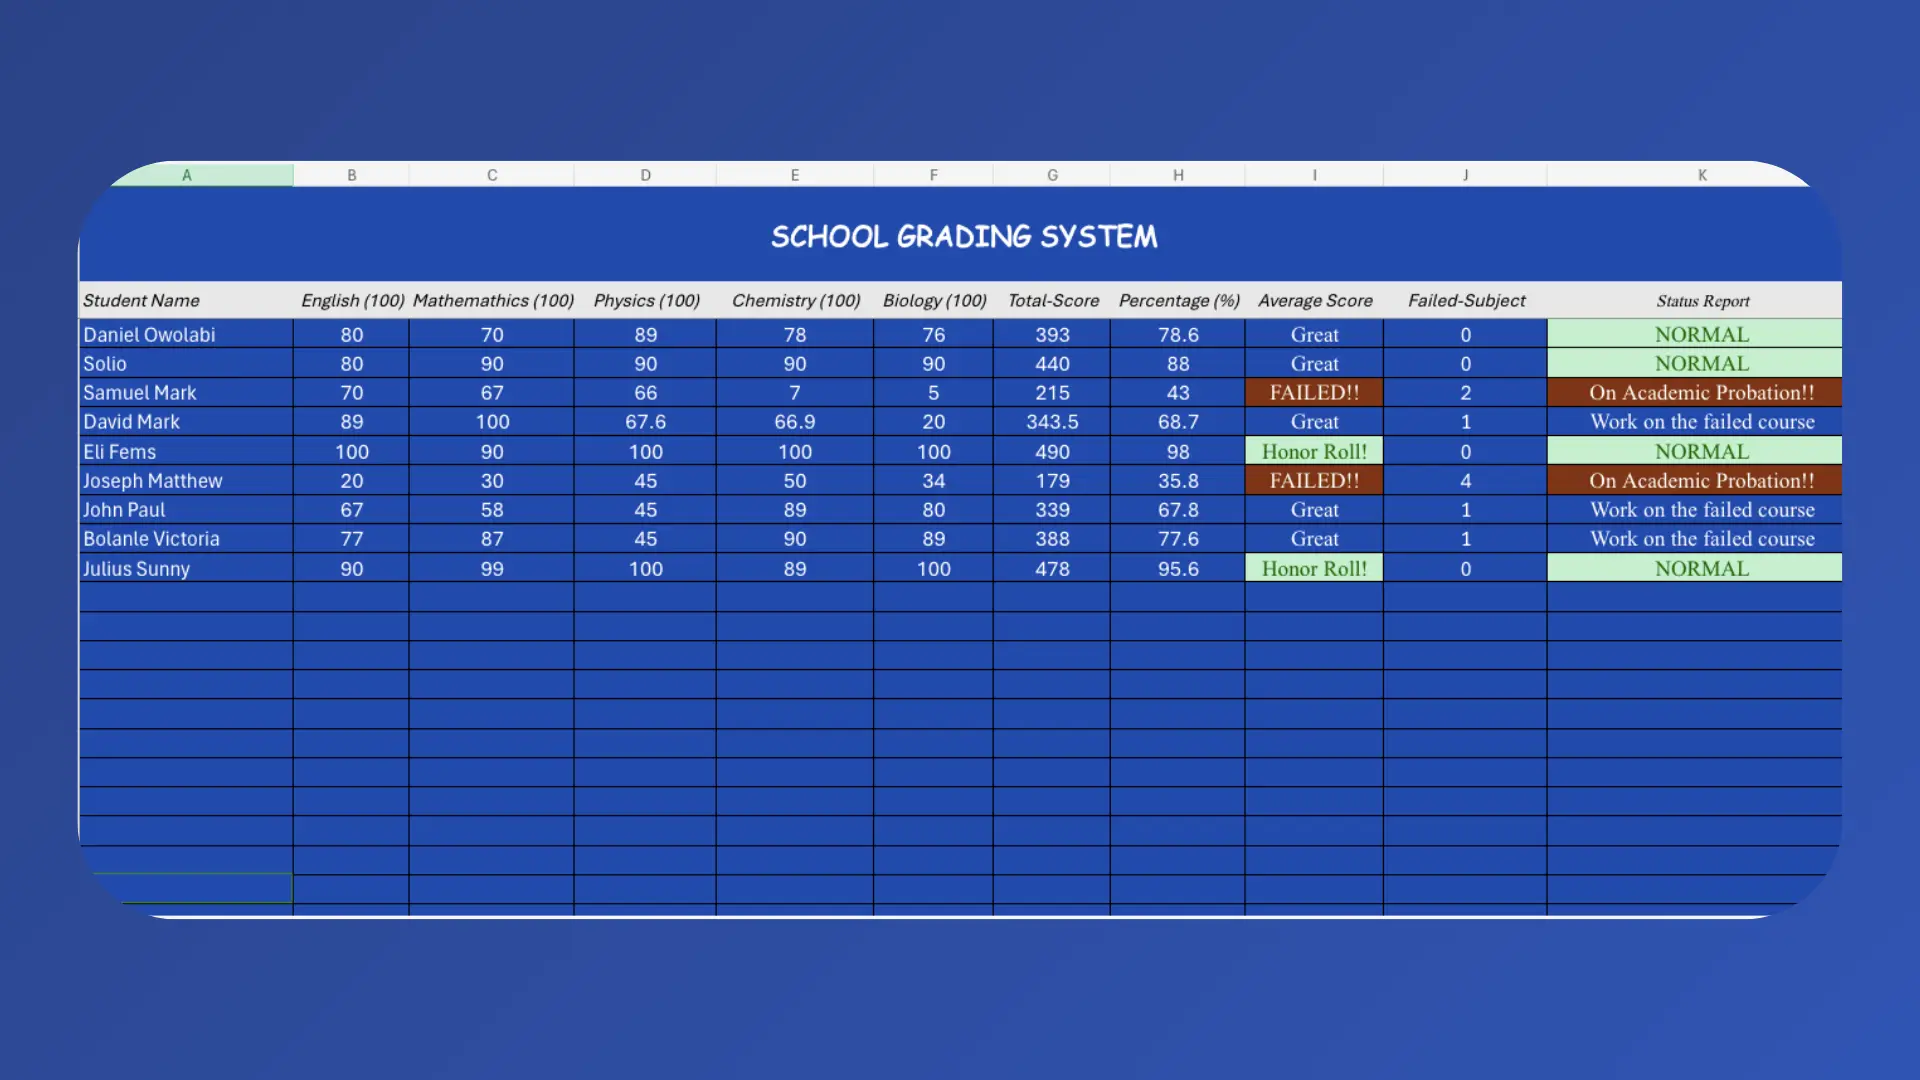 A B C D E F G H I J K
SCHOOL GRADING SYSTEM
Student Name English (100) Mathemathics (100) Physics (100) Chemistry (100) Biology (100) Total-Score Percentage (%) Average Score Failed-Subject Status Report
Daniel Owolabi 80 70 89 78 76 393 78.6 Great 0 NORMAL
Solio 80 90 90 90 90 440 88 Great 0 NORMAL
Samuel Mark 70 67 66 7 5 215 43 FAILED!! 2 On Academic Probation!!
David Mark 89 100 67.6 66.9 20 343.5 68.7 Great 1 Work on the failed course
Eli Fems 100 90 100 100 100 490 98 Honor Roll! 0 NORMAL
Joseph Matthew 20 30 45 50 34 179 35.8 FAILED!! 4 On Academic Probation!!
John Paul 67 58 45 89 80 339 67.8 Great 1 Work on the failed course
Bolanle Victoria 77 87 45 90 89 388 77.6 Great 1 Work on the failed course
Julius Sunny 90 99 100 89 100 478 95.6 Honor Roll! 0 NORMAL